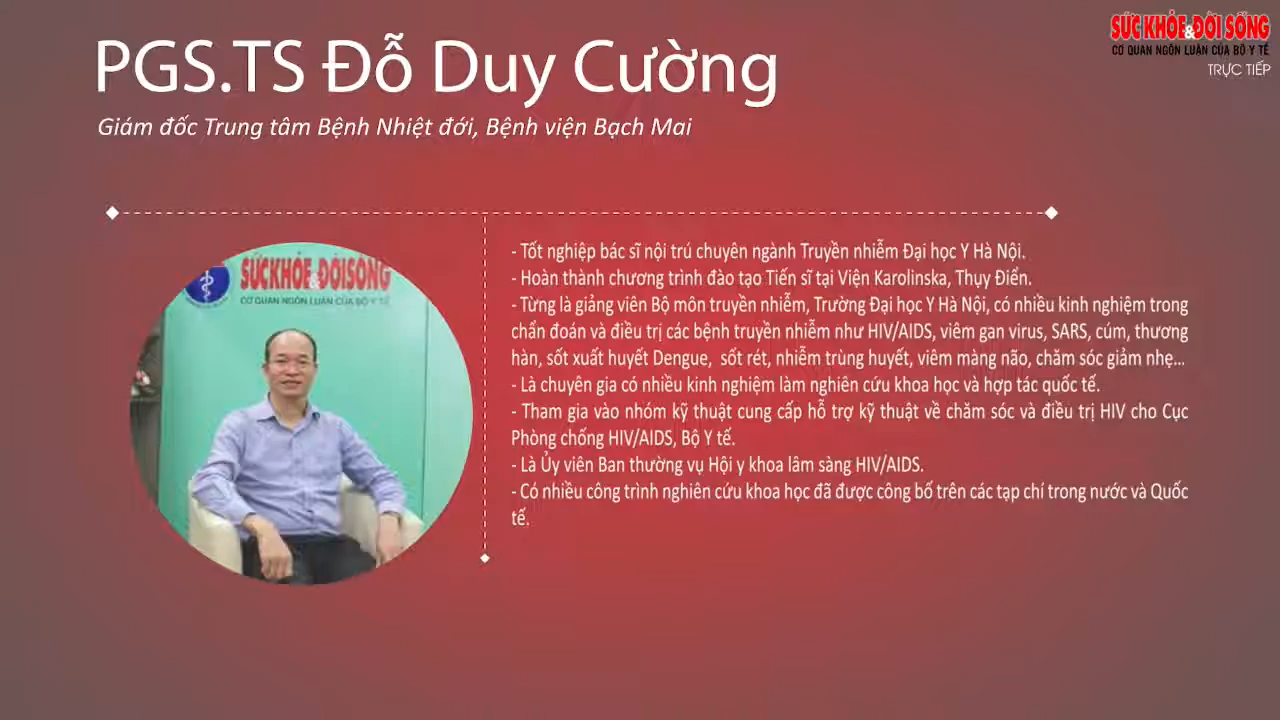 PGS.TS Đỗ Duy Cường
Giám đốc Trung tâm Bệnh Nhiệt đới, Bệnh viện Bạch Mai
SỨC KHỎE&ĐỜI SỐNG
CƠ QUAN NGÔN LUẬN CỦA BỘ Y TẾ
TRỰC TIẾP
SỨC KHỎE&ĐỜI SỐNG
CƠ QUAN NGÔN LUẬN CỦA BỘ Y TẾ
- Tốt nghiệp bác sĩ nội trú chuyên ngành Truyền nhiễm Đại học Y Hà Nội.
- Hoàn thành chương trình đào tạo Tiến sĩ tại Viện Karolinska, Thụy Điển.
- Từng là giảng viên Bộ môn truyền nhiễm, Trường Đại học Y Hà Nội, có nhiều kinh nghiệm trong
chẩn đoán và điều trị các bệnh truyền nhiễm như HIV/AIDS, viêm gan virus, SARS, cúm, thương
hàn, sốt xuất huyết Dengue, sốt rét, nhiễm trùng huyết, viêm màng não, chăm sóc giảm nhẹ...
- Là chuyên gia có nhiều kinh nghiệm làm nghiên cứu khoa học và hợp tác quốc tế.
- Tham gia vào nhóm kỹ thuật cung cấp hỗ trợ kỹ thuật về chăm sóc và điều trị HIV cho Cục
Phòng chống HIV/AIDS, Bộ Y tế.
- Là Ủy viên Ban thường vụ Hội y khoa lâm sàng HIV/AIDS.
- Có nhiều công trình nghiên cứu khoa học đã được công bố trên các tạp chí trong nước và Quốc
tế.